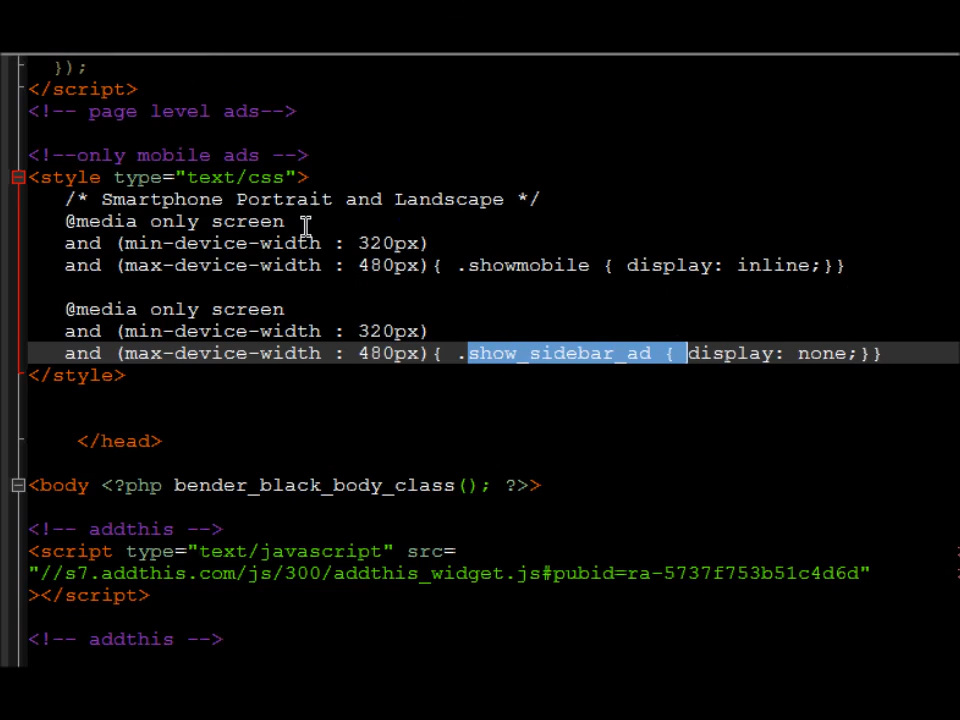 });
</script>
<!-- page level ads-->
<!--only mobile ads -->
<style type="text/css">
/* Smartphone Portrait and Landscape */
@media only screen
and (min-device-width : 320px)
and (max-device-width : 480px){ .showmobile { display: inline;}}
@media only screen
and (min-device-width : 320px)
and (max-device-width : 480px){ .show_sidebar_ad { display: none;}}
</style>
</head>
<body <?php bender_black_body_class(); ?>>
<!-- addthis -->
<script type="text/javascript" src=
"//s7.addthis.com/js/300/addthis_widget.js#pubid=ra-5737f753b51c4d6d"
></script>
<!-- addthis -->